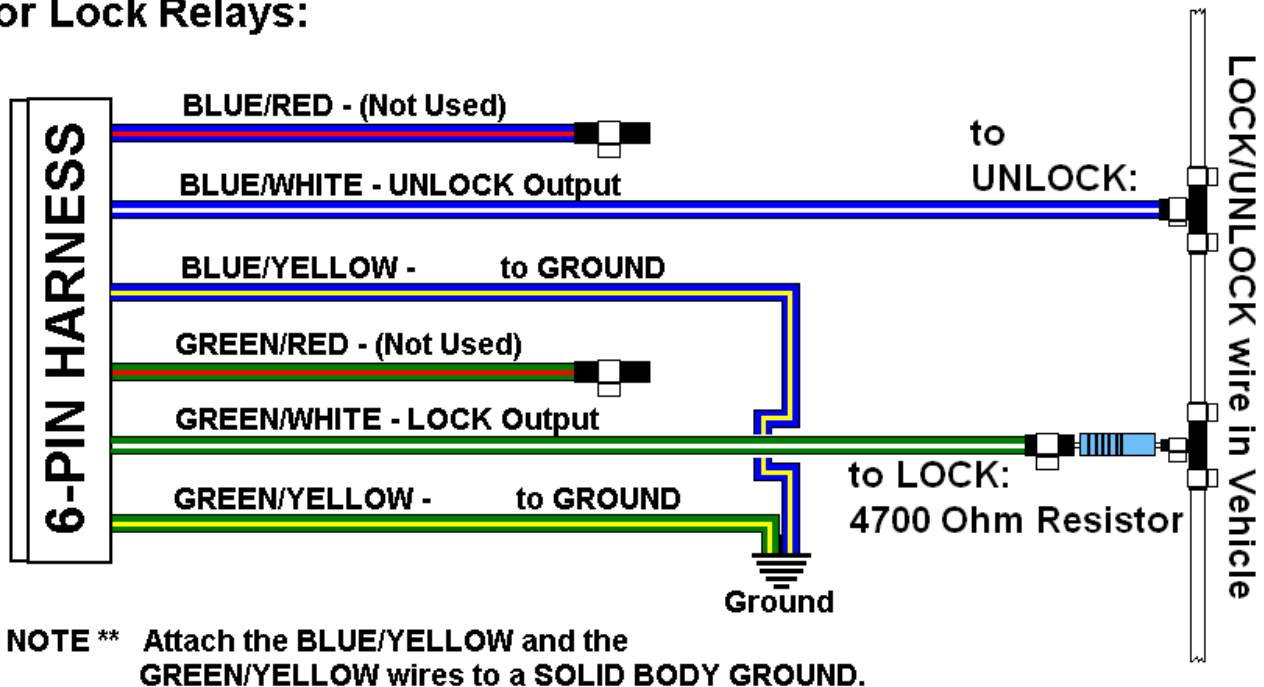 or Lock Relays:
BLUE/RED - (Not Used)
to
UNLOCK:
BLUE/WHITE - UNLOCK Output
BLUE/YELLOW - to GROUND
GREEN/RED - (Not Used)
GREEN/WHITE - LOCK Output
to LOCK:
4700 Ohm Resistor
GREEN/YELLOW - to GROUND
Ground
6-PIN HARNESS
LOCK/UNLOCK wire in Vehicle
NOTE ** Attach the BLUE/YELLOW and the
GREEN/YELLOW wires to a SOLID BODY GROUND.